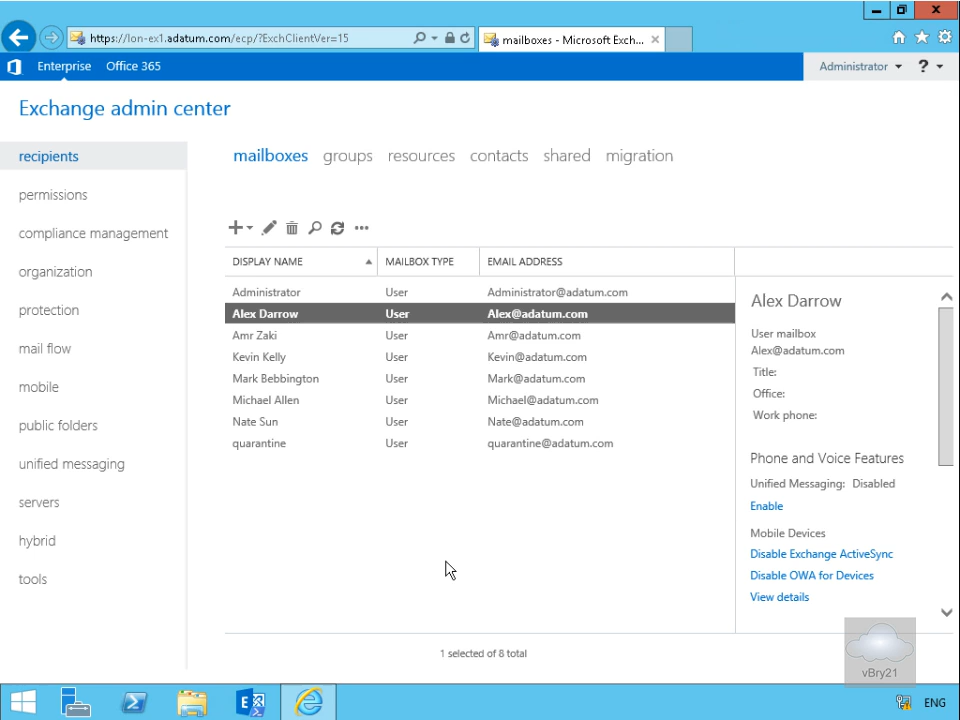 https://lon-ex1.adatum.com/ecp/?ExchClientVer=15
mailboxes - Microsoft Exch...
Enterprise Office 365
Administrator ?
Exchange admin center
recipients
permissions
compliance management
organization
protection
mail flow
mobile
public folders
unified messaging
servers
hybrid
tools
mailboxes groups resources contacts shared migration
DISPLAY NAME MAILBOX TYPE EMAIL ADDRESS
Administrator User Administrator@adatum.com
Alex Darrow User Alex@adatum.com
Amr Zaki User Amr@adatum.com
Kevin Kelly User Kevin@adatum.com
Mark Bebbington User Mark@adatum.com
Michael Allen User Michael@adatum.com
Nate Sun User Nate@adatum.com
quarantine User quarantine@adatum.com
1 selected of 8 total
Alex Darrow
User mailbox
Alex@adatum.com
Title:
Office:
Work phone:
Phone and Voice Features
Unified Messaging: Disabled
Enable
Mobile Devices
Disable Exchange ActiveSync
Disable OWA for Devices
View details
vBry21
ENG